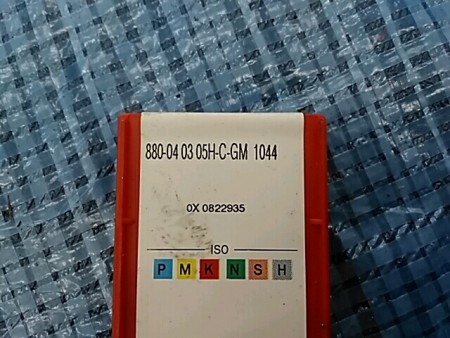 880-04 03 05H-C-GM 1044
0X 0822935
ISO
P M K N S H